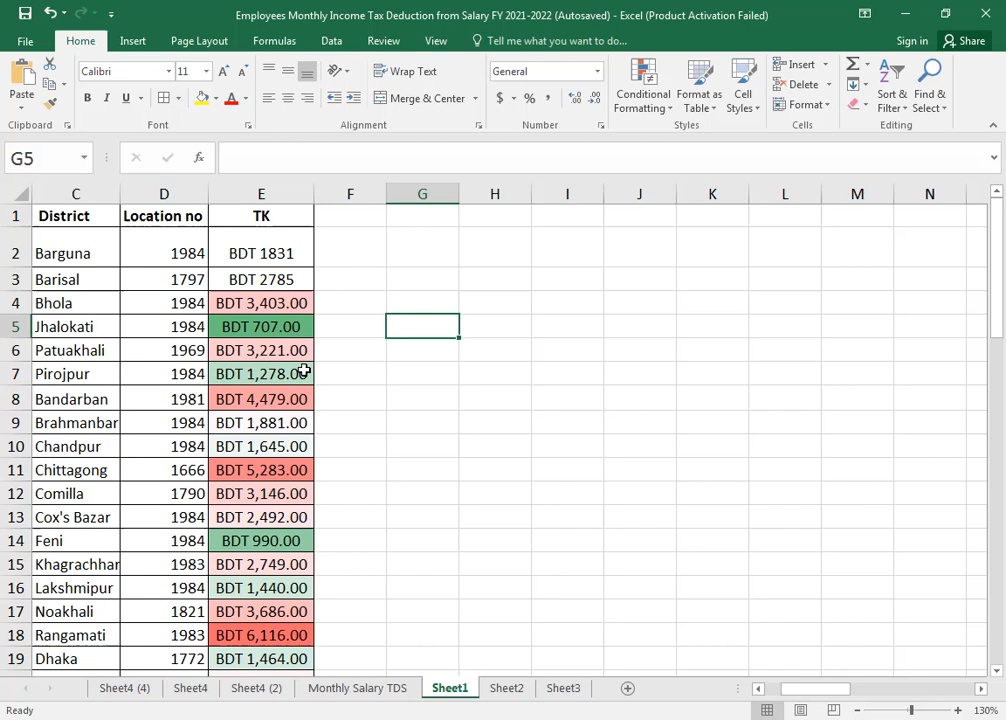 Employees Monthly Income Tax Deduction from Salary FY 2021-2022 (Autosaved) - Excel (Product Activation Failed)
File Home Insert Page Layout Formulas Data Review View Tell me what you want to do... Sign in Share
Paste
Calibri 11
B I U A
Wrap Text
Merge & Center
General
$ % ,
Conditional Formatting
Format as Table
Cell Styles
Insert
Delete
Format
Sort & Filter
Find & Select
Clipboard Font Alignment Number Styles Cells Editing
G5 fx
C D E F G H I J K L M N
1 District Location no TK
2 Barguna 1984 BDT 1831
3 Barisal 1797 BDT 2785
4 Bhola 1984 BDT 3,403.00
5 Jhalokati 1984 BDT 707.00
6 Patuakhali 1969 BDT 3,221.00
7 Pirojpur 1984 BDT 1,278.00
8 Bandarban 1981 BDT 4,479.00
9 Brahmanbar 1984 BDT 1,881.00
10 Chandpur 1984 BDT 1,645.00
11 Chittagong 1666 BDT 5,283.00
12 Comilla 1790 BDT 3,146.00
13 Cox's Bazar 1984 BDT 2,492.00
14 Feni 1984 BDT 990.00
15 Khagrachhar 1983 BDT 2,749.00
16 Lakshmipur 1984 BDT 1,440.00
17 Noakhali 1821 BDT 3,686.00
18 Rangamati 1983 BDT 6,116.00
19 Dhaka 1772 BDT 1,464.00
Sheet4 (4) Sheet4 Sheet4 (2) Monthly Salary TDS Sheet1 Sheet2 Sheet3
Ready 130%